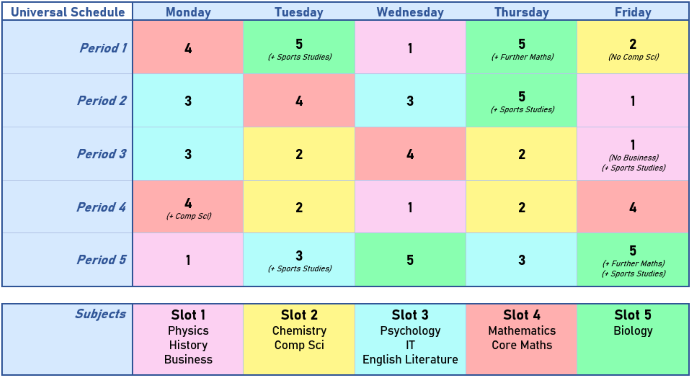 Universal Schedule Monday Tuesday Wednesday Thursday Friday
Period 1 4 5 1 5 2
(+ Sports Studies) (+ Further Maths) (No Comp Sci)
Period 2 3 4 3 5 1
(+ Sports Studies)
Period 3 3 2 4 2 1
(No Business)
(+ Sports Studies)
Period 4 4 2 1 2 4
(+ Comp Sci)
Period 5 1 3 5 3 5
(+ Sports Studies) (+ Further Maths)
(+ Sports Studies)
Subjects Slot 1 Slot 2 Slot 3 Slot 4 Slot 5
Physics Chemistry Psychology Mathematics Biology
History Comp Sci IT Core Maths
Business English Literature